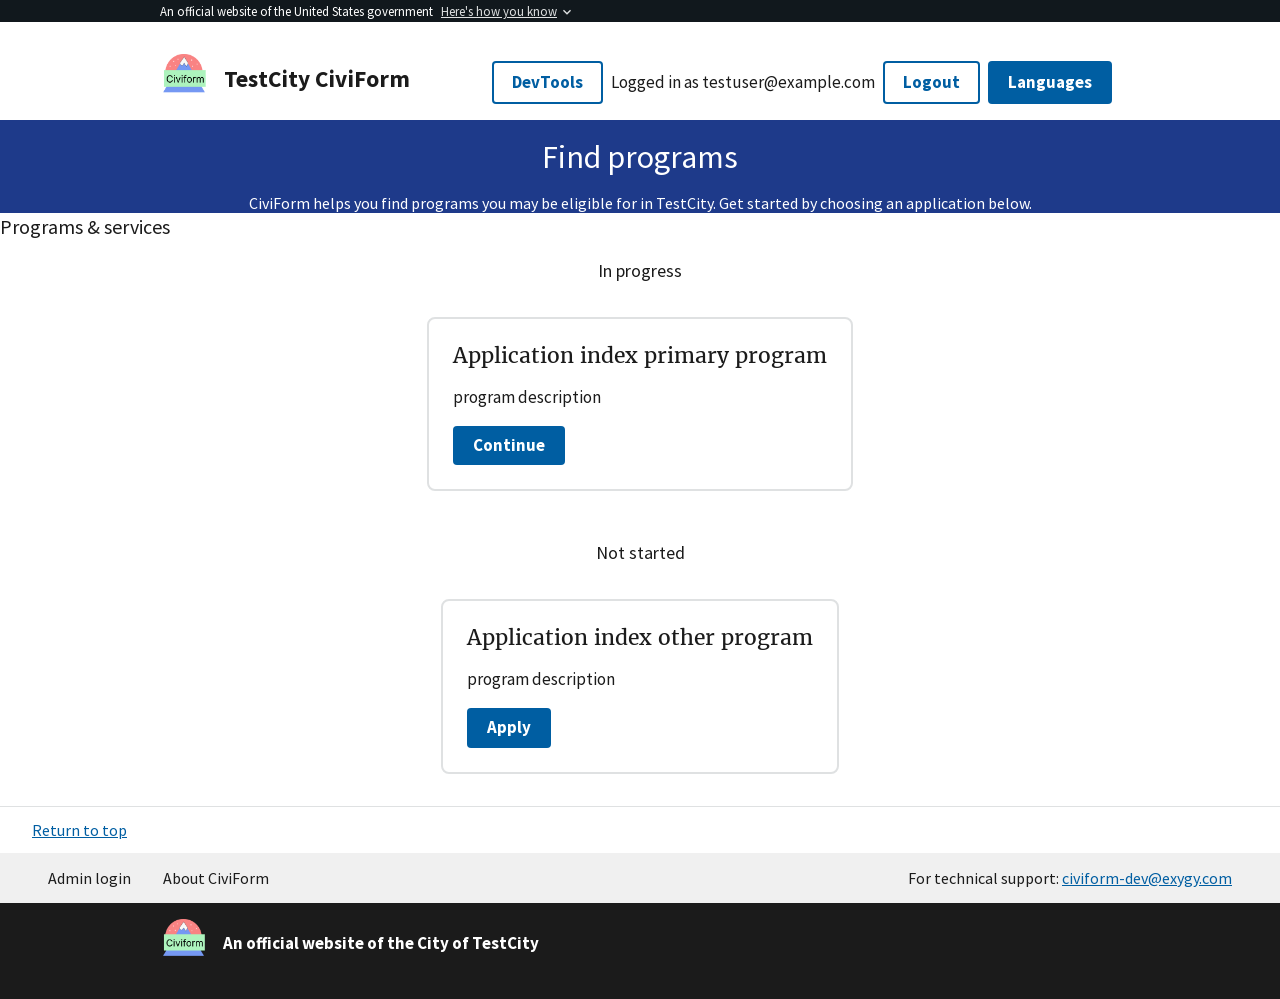 An official website of the United States government Here's how you know
Civiform
TestCity CiviForm
DevTools Logged in as testuser@example.com Logout Languages
Find programs
CiviForm helps you find programs you may be eligible for in TestCity. Get started by choosing an application below.
Programs & services
In progress
Application index primary program
program description
Continue
Not started
Application index other program
program description
Apply
Return to top
Admin login About CiviForm For technical support: civiform-dev@exygy.com
Civiform
An official website of the City of TestCity